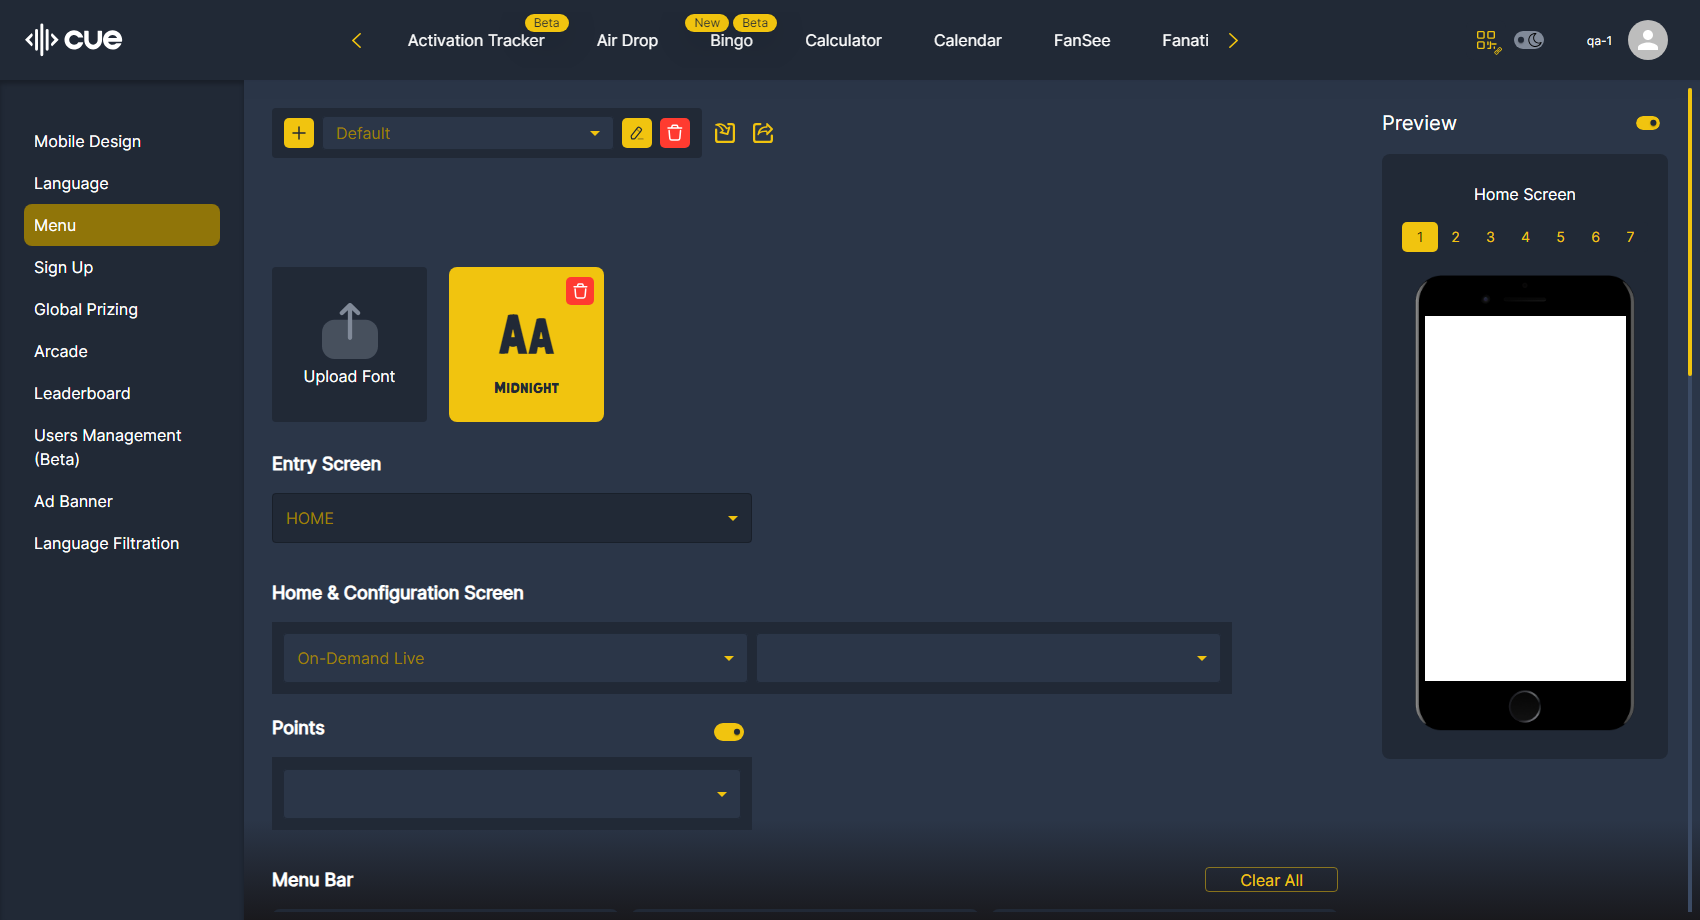 cue
Activation Tracker
Beta
Air Drop
New
Beta
Bingo
Calculator
Calendar
FanSee
Fanati
qa-1
Mobile Design
Language
Menu
Sign Up
Global Prizing
Arcade
Leaderboard
Users Management
(Beta)
Ad Banner
Language Filtration
Default
Upload Font
AA
MIDNIGHT
Entry Screen
HOME
Home & Configuration Screen
On-Demand Live
Points
Menu Bar
Clear All
Preview
Home Screen
1 2 3 4 5 6 7